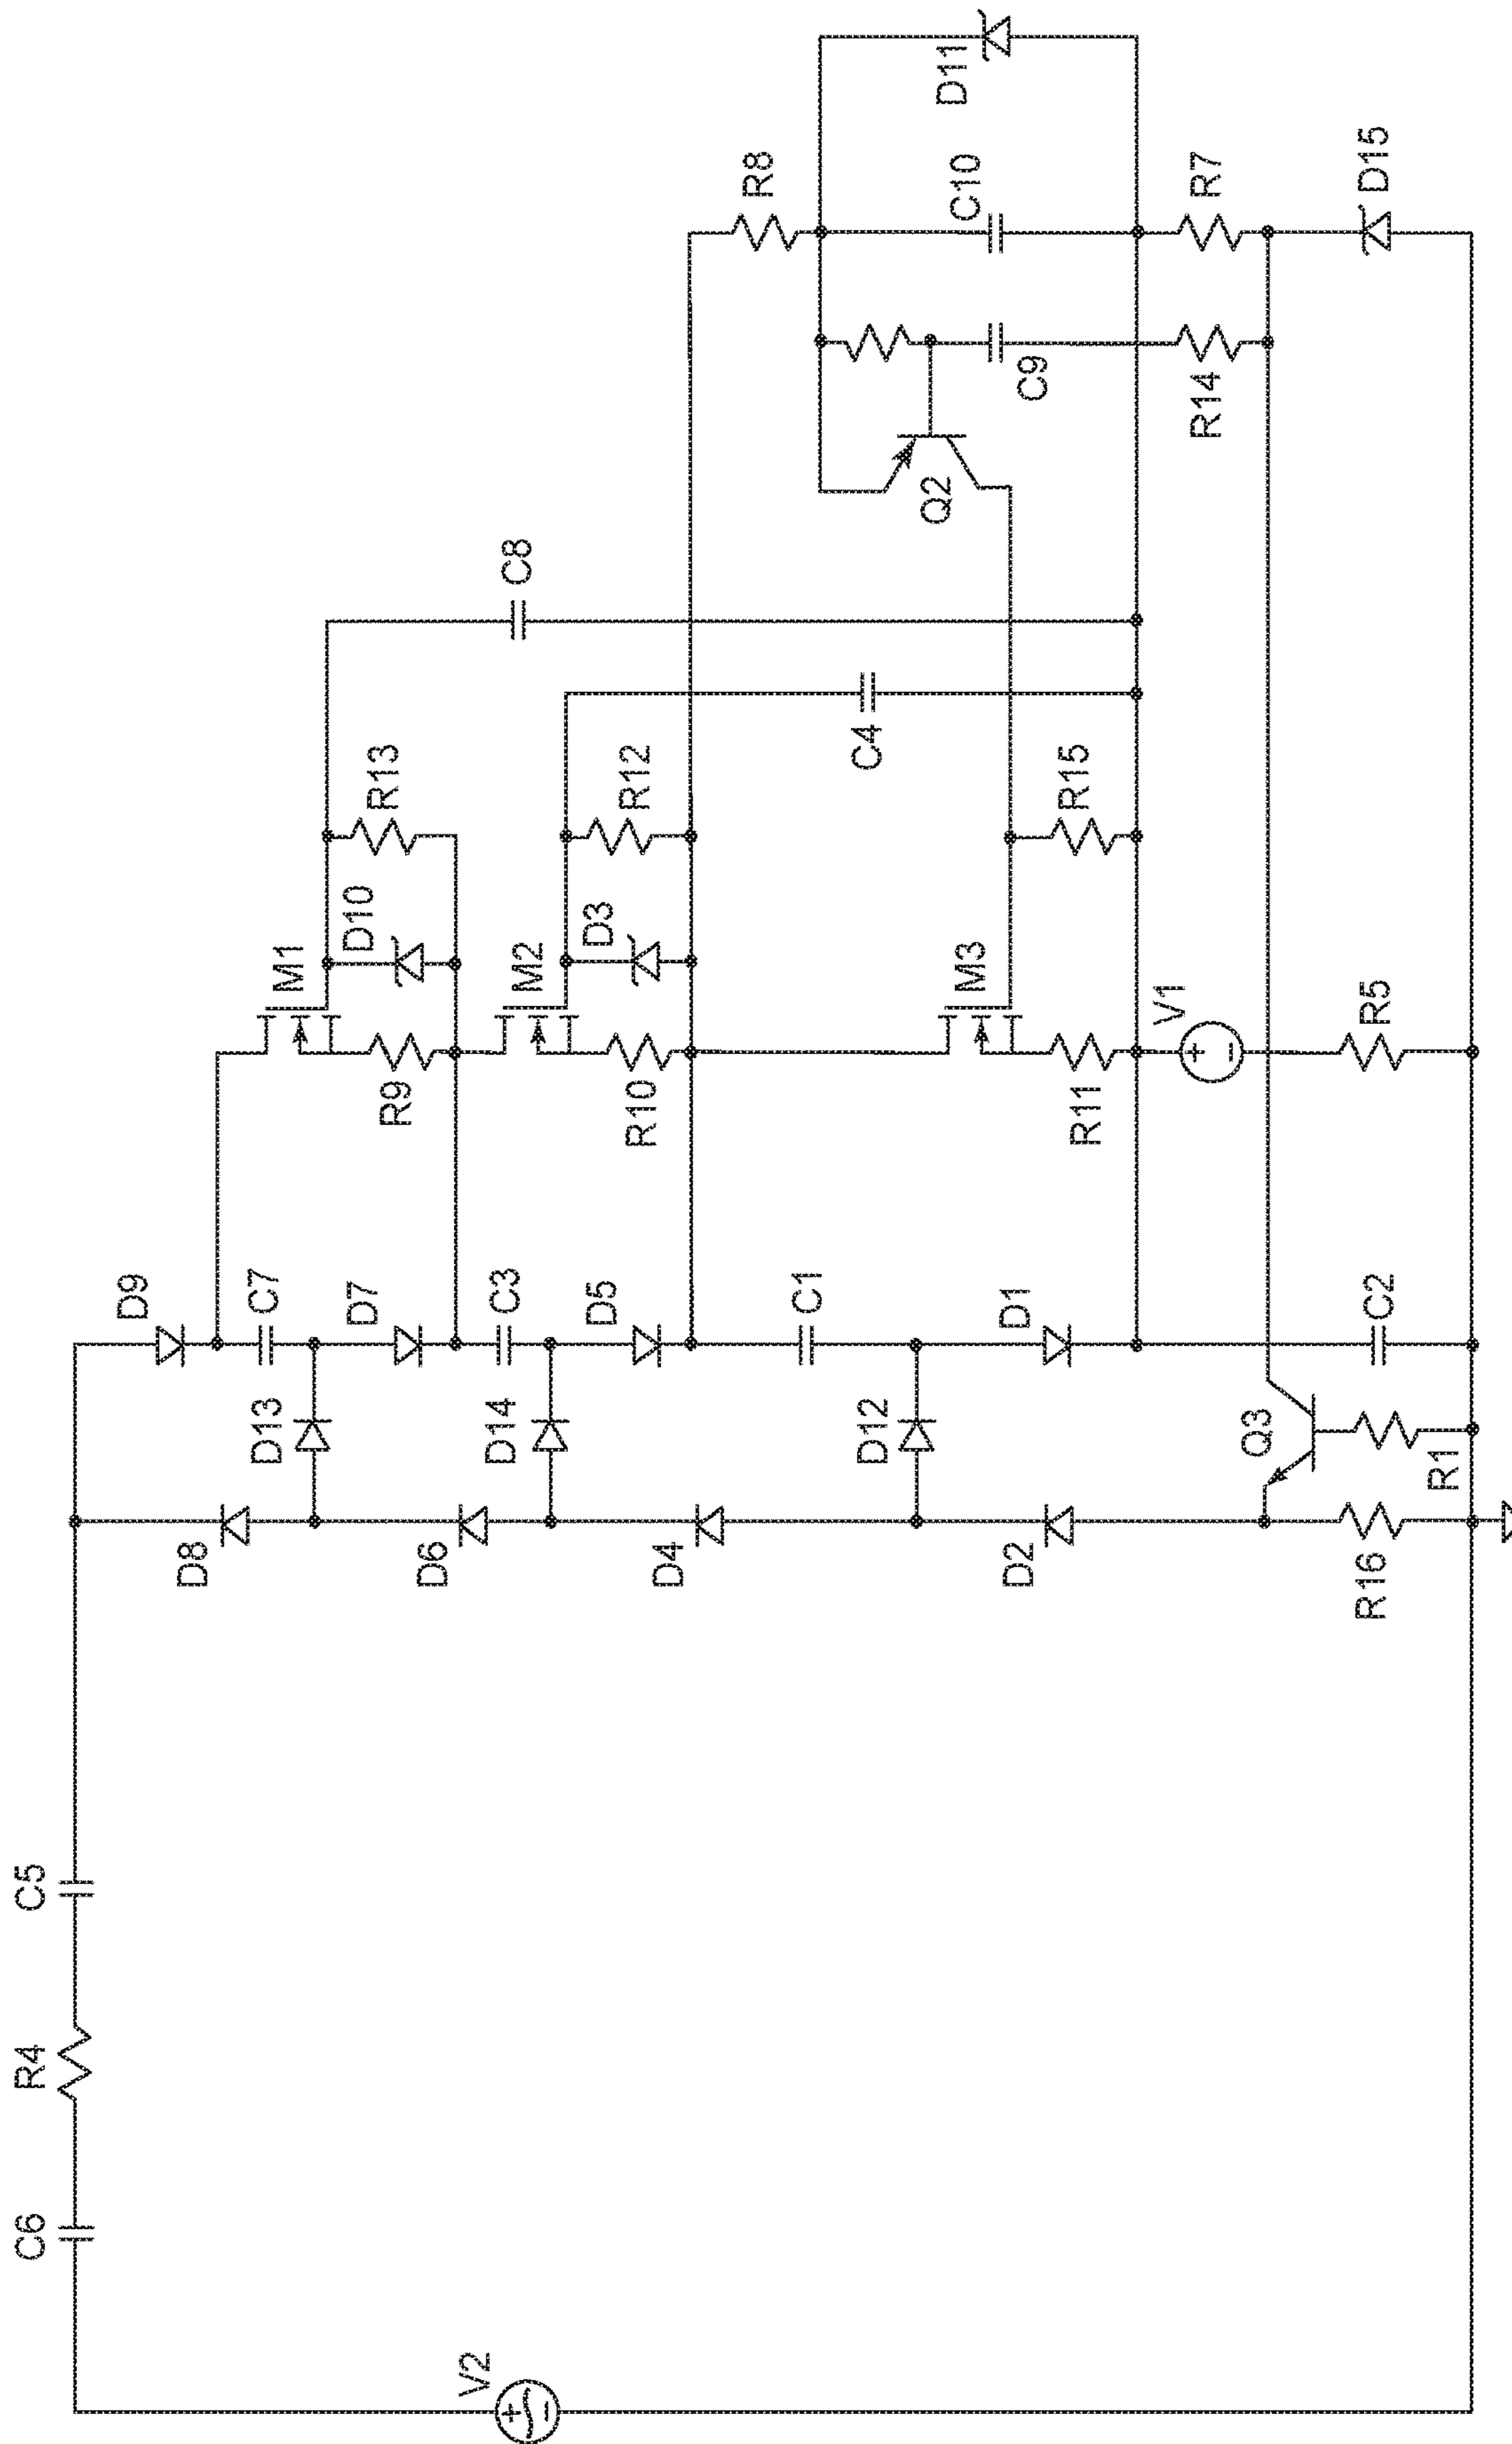 V2
+
−
C6
R4
C5
D8
D6
D4
D2
R16
D13
D14
D12
Q3
R1
D9
C7
D7
C3
D5
C1
D1
C2
R9
R10
R11
V1
+
−
R5
M1
M2
M3
D10
D3
R13
R12
R15
C4
C8
Q2
C9
R14
R8
C10
R7
D11
D15